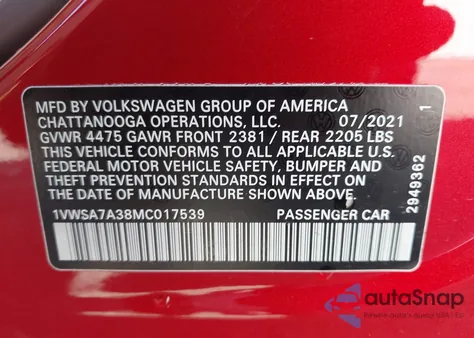 MFD BY VOLKSWAGEN GROUP OF AMERICA
CHATTANOOGA OPERATIONS, LLC. 07/2021
GVWR 4475 GAWR FRONT 2381 / REAR 2205 LBS
THIS VEHICLE CONFORMS TO ALL APPLICABLE U.S.
FEDERAL MOTOR VEHICLE SAFETY, BUMPER AND
THEFT PREVENTION STANDARDS IN EFFECT ON
THE DATE OF MANUFACTURE SHOWN ABOVE.
1VWSA7A38MC017539 PASSENGER CAR
1
2949362
autaSnap